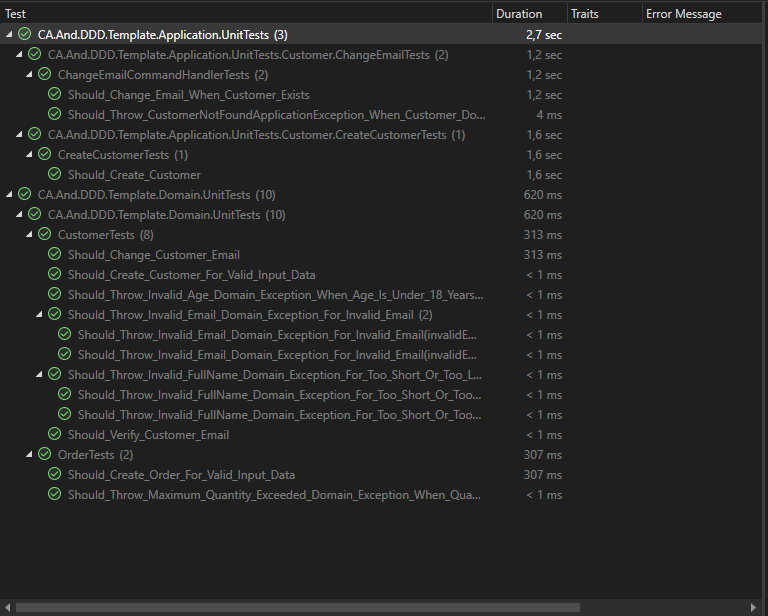 Test Duration Traits Error Message
CA.And.DDD.Template.Application.UnitTests (3) 2,7 sec
CA.And.DDD.Template.Application.UnitTests.Customer.ChangeEmailTests (2) 1,2 sec
ChangeEmailCommandHandlerTests (2) 1,2 sec
Should_Change_Email_When_Customer_Exists 1,2 sec
Should_Throw_CustomerNotFoundApplicationException_When_Customer_Do... 4 ms
CA.And.DDD.Template.Application.UnitTests.Customer.CreateCustomerTests (1) 1,6 sec
CreateCustomerTests (1) 1,6 sec
Should_Create_Customer 1,6 sec
CA.And.DDD.Template.Domain.UnitTests (10) 620 ms
CA.And.DDD.Template.Domain.UnitTests (10) 620 ms
CustomerTests (8) 313 ms
Should_Change_Customer_Email 313 ms
Should_Create_Customer_For_Valid_Input_Data < 1 ms
Should_Throw_Invalid_Age_Domain_Exception_When_Age_Is_Under_18_Years... < 1 ms
Should_Throw_Invalid_Email_Domain_Exception_For_Invalid_Email (2) < 1 ms
Should_Throw_Invalid_Email_Domain_Exception_For_Invalid_Email(invalidE... < 1 ms
Should_Throw_Invalid_Email_Domain_Exception_For_Invalid_Email(invalidE... < 1 ms
Should_Throw_Invalid_FullName_Domain_Exception_For_Too_Short_Or_Too_L... < 1 ms
Should_Throw_Invalid_FullName_Domain_Exception_For_Too_Short_Or_Too... < 1 ms
Should_Throw_Invalid_FullName_Domain_Exception_For_Too_Short_Or_Too... < 1 ms
Should_Verify_Customer_Email < 1 ms
OrderTests (2) 307 ms
Should_Create_Order_For_Valid_Input_Data 307 ms
Should_Throw_Maximum_Quantity_Exceeded_Domain_Exception_When_Qua... < 1 ms